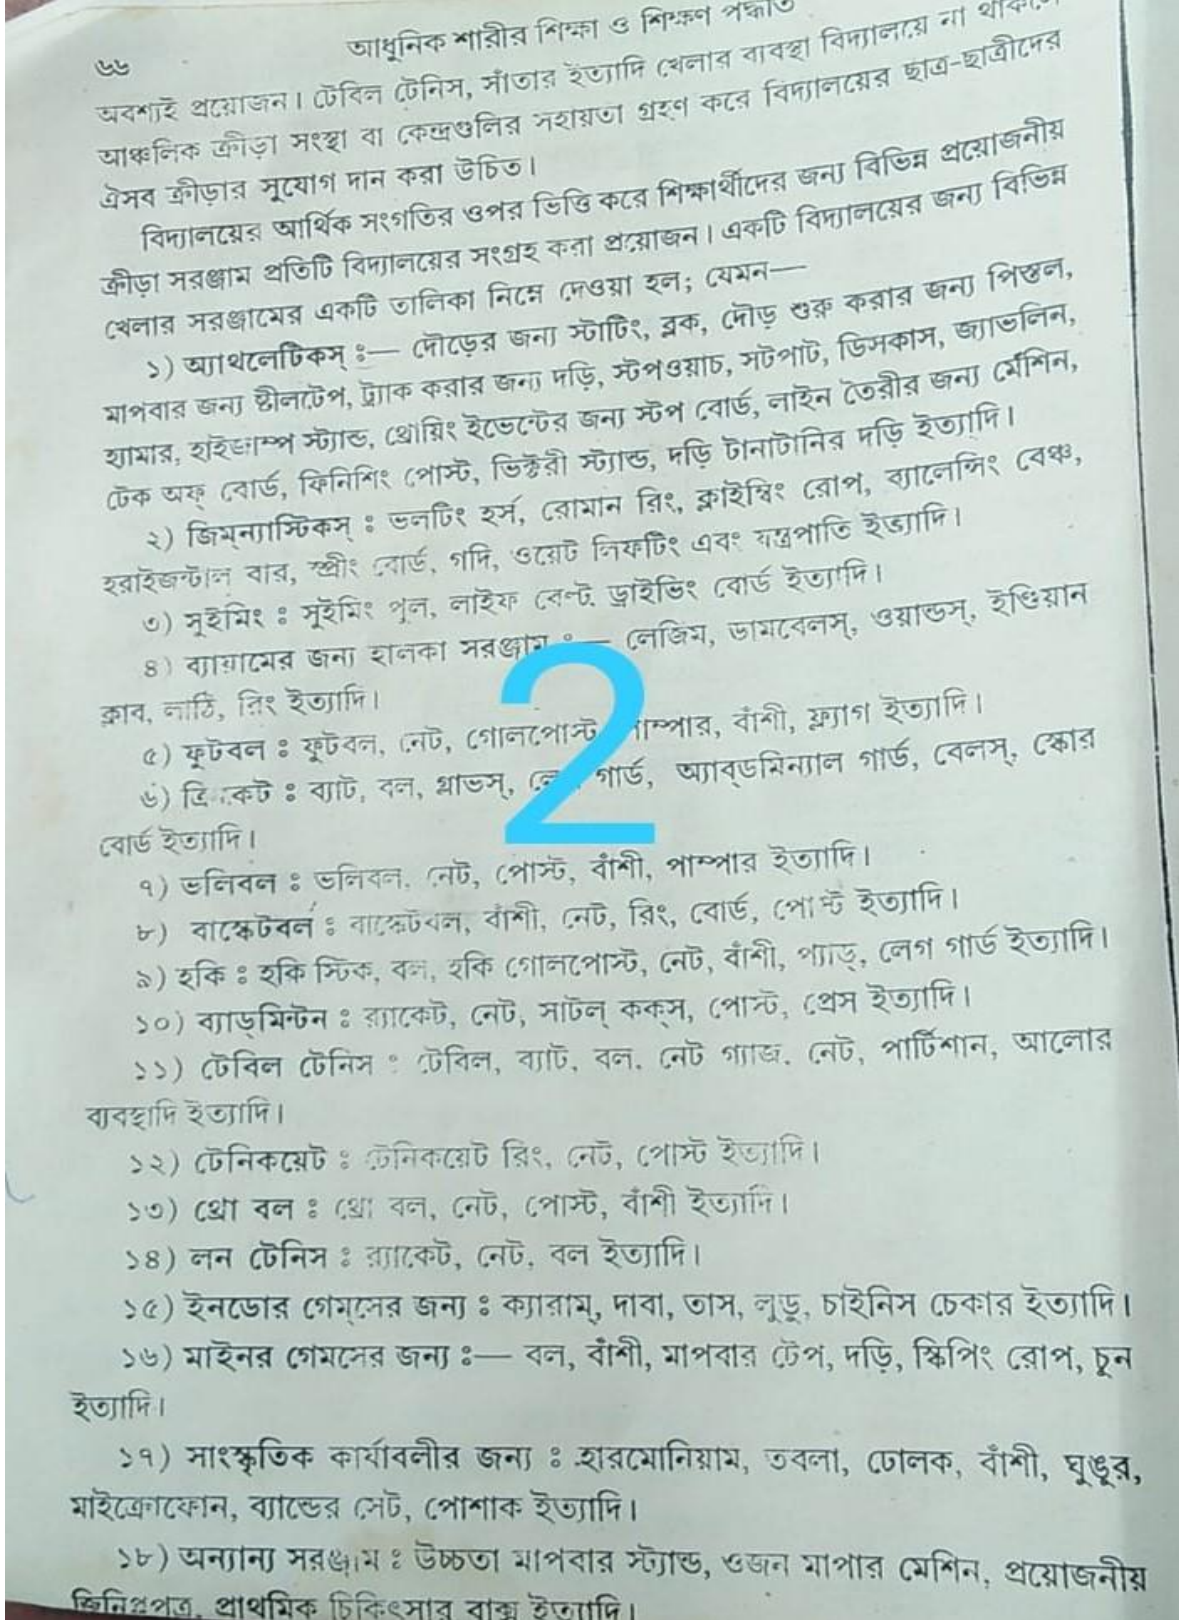 ৬৬
আধুনিক শারীর শিক্ষা ও শিক্ষণ পদ্ধতি
অবশ্যই প্রয়োজন। টেবিল টেনিস, সাঁতার ইত্যাদি খেলার ব্যবস্থা বিদ্যালয়ে না থাকলে
আঞ্চলিক ক্রীড়া সংস্থা বা কেন্দ্রগুলির সহায়তা গ্রহণ করে বিদ্যালয়ের ছাত্র-ছাত্রীদের
ঐসব ক্রীড়ার সুযোগ দান করা উচিত।
বিদ্যালয়ের আর্থিক সংগতির ওপর ভিত্তি করে শিক্ষার্থীদের জন্য বিভিন্ন প্রয়োজনীয়
ক্রীড়া সরঞ্জাম প্রতিটি বিদ্যালয়ের সংগ্রহ করা প্রয়োজন। একটি বিদ্যালয়ের জন্য বিভিন্ন
খেলার সরঞ্জামের একটি তালিকা নিম্নে দেওয়া হল; যেমন—
১) অ্যাথলেটিকস্ ঃ— দৌড়ের জন্য স্টার্টিং, ব্লক, দৌড় শুরু করার জন্য পিস্তল,
মাপবার জন্য ষ্টীলটেপ, ট্র্যাক করার জন্য দড়ি, স্টপওয়াচ, সটপাট, ডিসকাস, জ্যাভলিন,
হ্যামার, হাইজাম্প স্ট্যান্ড, থ্রোয়িং ইভেন্টের জন্য স্টপ বোর্ড, লাইন তৈরীর জন্য মেশিন,
টেক অফ্ বোর্ড, ফিনিশিং পোস্ট, ভিক্টরী স্ট্যান্ড, দড়ি টানাটানির দড়ি ইত্যাদি।
২) জিম্‌ন্যাস্টিকস্ ঃ ভলটিং হর্স, রোমান রিং, ক্লাইম্বিং রোপ, ব্যালেন্সিং বেঞ্চ,
হরাইজন্টাল বার, স্প্রীং বোর্ড, গদি, ওয়েট লিফটিং এবং যন্ত্রপাতি ইত্যাদি।
৩) সুইমিং ঃ সুইমিং পুল, লাইফ বেল্ট, ড্রাইভিং বোর্ড ইত্যাদি।
৪) ব্যায়ামের জন্য হালকা সরঞ্জাম ঃ— লেজিম, ডামবেলস্, ওয়ান্ডস্, ইণ্ডিয়ান
ক্লাব, লাঠি, রিং ইত্যাদি।
2
৫) ফুটবল ঃ ফুটবল, নেট, গোলপোস্ট, পাম্পার, বাঁশী, ফ্ল্যাগ ইত্যাদি।
৬) ক্রিকেট ঃ ব্যাট, বল, গ্লাভস্, লেগ গার্ড, অ্যাব্‌ডমিন্যাল গার্ড, বেলস্, স্কোর
বোর্ড ইত্যাদি।
৭) ভলিবল ঃ ভলিবল, নেট, পোস্ট, বাঁশী, পাম্পার ইত্যাদি।
৮) বাস্কেটবল ঃ বাস্কেটবল, বাঁশী, নেট, রিং, বোর্ড, পোস্ট ইত্যাদি।
৯) হকি ঃ হকি স্টিক, বল, হকি গোলপোস্ট, নেট, বাঁশী, প্যাড্, লেগ গার্ড ইত্যাদি।
১০) ব্যাড্‌মিন্টন ঃ র‍্যাকেট, নেট, সাটল্ কক্‌স, পোস্ট, প্রেস ইত্যাদি।
১১) টেবিল টেনিস ঃ টেবিল, ব্যাট, বল, নেট গ্যাজ, নেট, পার্টিশান, আলোর
ব্যবস্থাদি ইত্যাদি।
১২) টেনিকয়েট ঃ টেনিকয়েট রিং, নেট, পোস্ট ইত্যাদি।
১৩) থ্রো বল ঃ থ্রো বল, নেট, পোস্ট, বাঁশী ইত্যাদি।
১৪) লন টেনিস ঃ র‍্যাকেট, নেট, বল ইত্যাদি।
১৫) ইনডোর গেম্‌সের জন্য ঃ ক্যারাম্, দাবা, তাস, লুডু, চাইনিস চেকার ইত্যাদি।
১৬) মাইনর গেমসের জন্য ঃ— বল, বাঁশী, মাপবার টেপ, দড়ি, স্কিপিং রোপ, চুন
ইত্যাদি।
১৭) সাংস্কৃতিক কার্যাবলীর জন্য ঃ হারমোনিয়াম, তবলা, ঢোলক, বাঁশী, ঘুঙুর,
মাইক্রোফোন, ব্যান্ডের সেট, পোশাক ইত্যাদি।
১৮) অন্যান্য সরঞ্জাম ঃ উচ্চতা মাপবার স্ট্যান্ড, ওজন মাপার মেশিন, প্রয়োজনীয়
জিনিষপত্র, প্রাথমিক চিকিৎসার বাক্স ইত্যাদি।